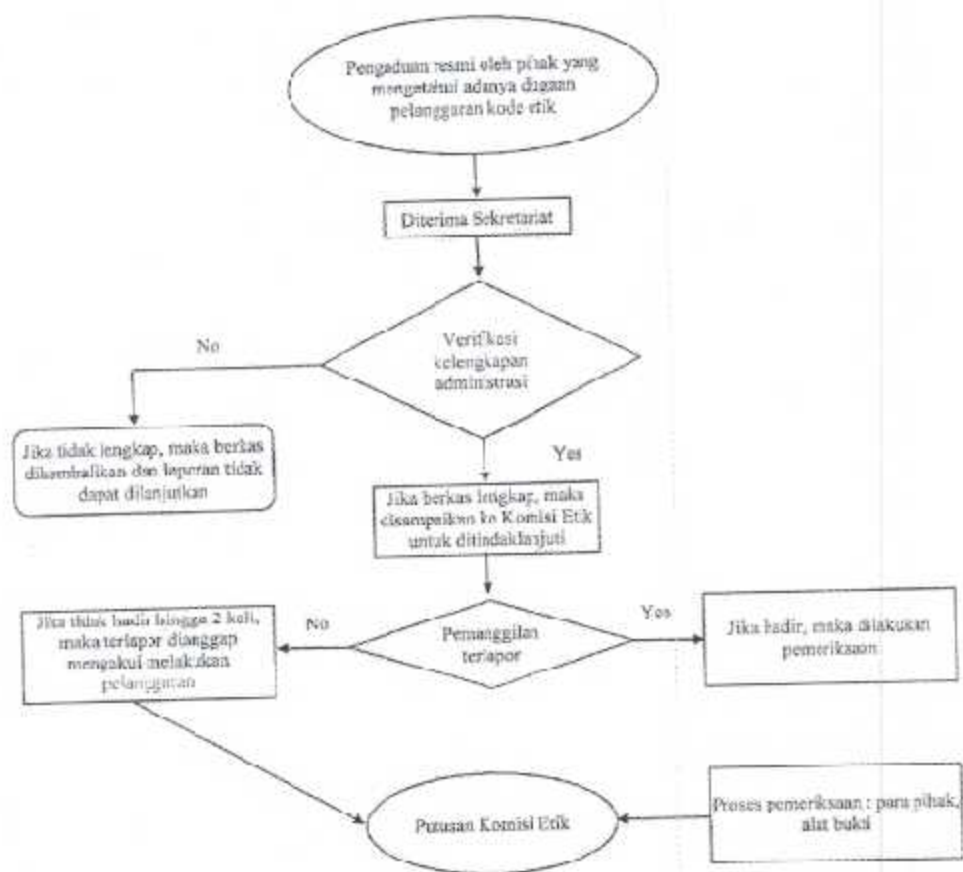 Pengaduan resmi oleh pihak yang
mengetahui adanya dugaan
pelanggaran kode etik
Diterima Sekretariat
Verifikasi
kelengkapan
administrasi
No
Yes
Jika tidak lengkap, maka berkas
dikembalikan dan laporan tidak
dapat dilanjutkan
Jika berkas lengkap, maka
disampaikan ke Komisi Etik
untuk ditindaklanjuti
Jika tidak hadir hingga 2 kali,
maka terlapor dianggap
mengakui melakukan
pelanggaran
No
Pemanggilan
terlapor
Yes
Jika hadir, maka dilakukan
pemeriksaan
Putusan Komisi Etik
Proses pemeriksaan : para pihak,
alat bukti